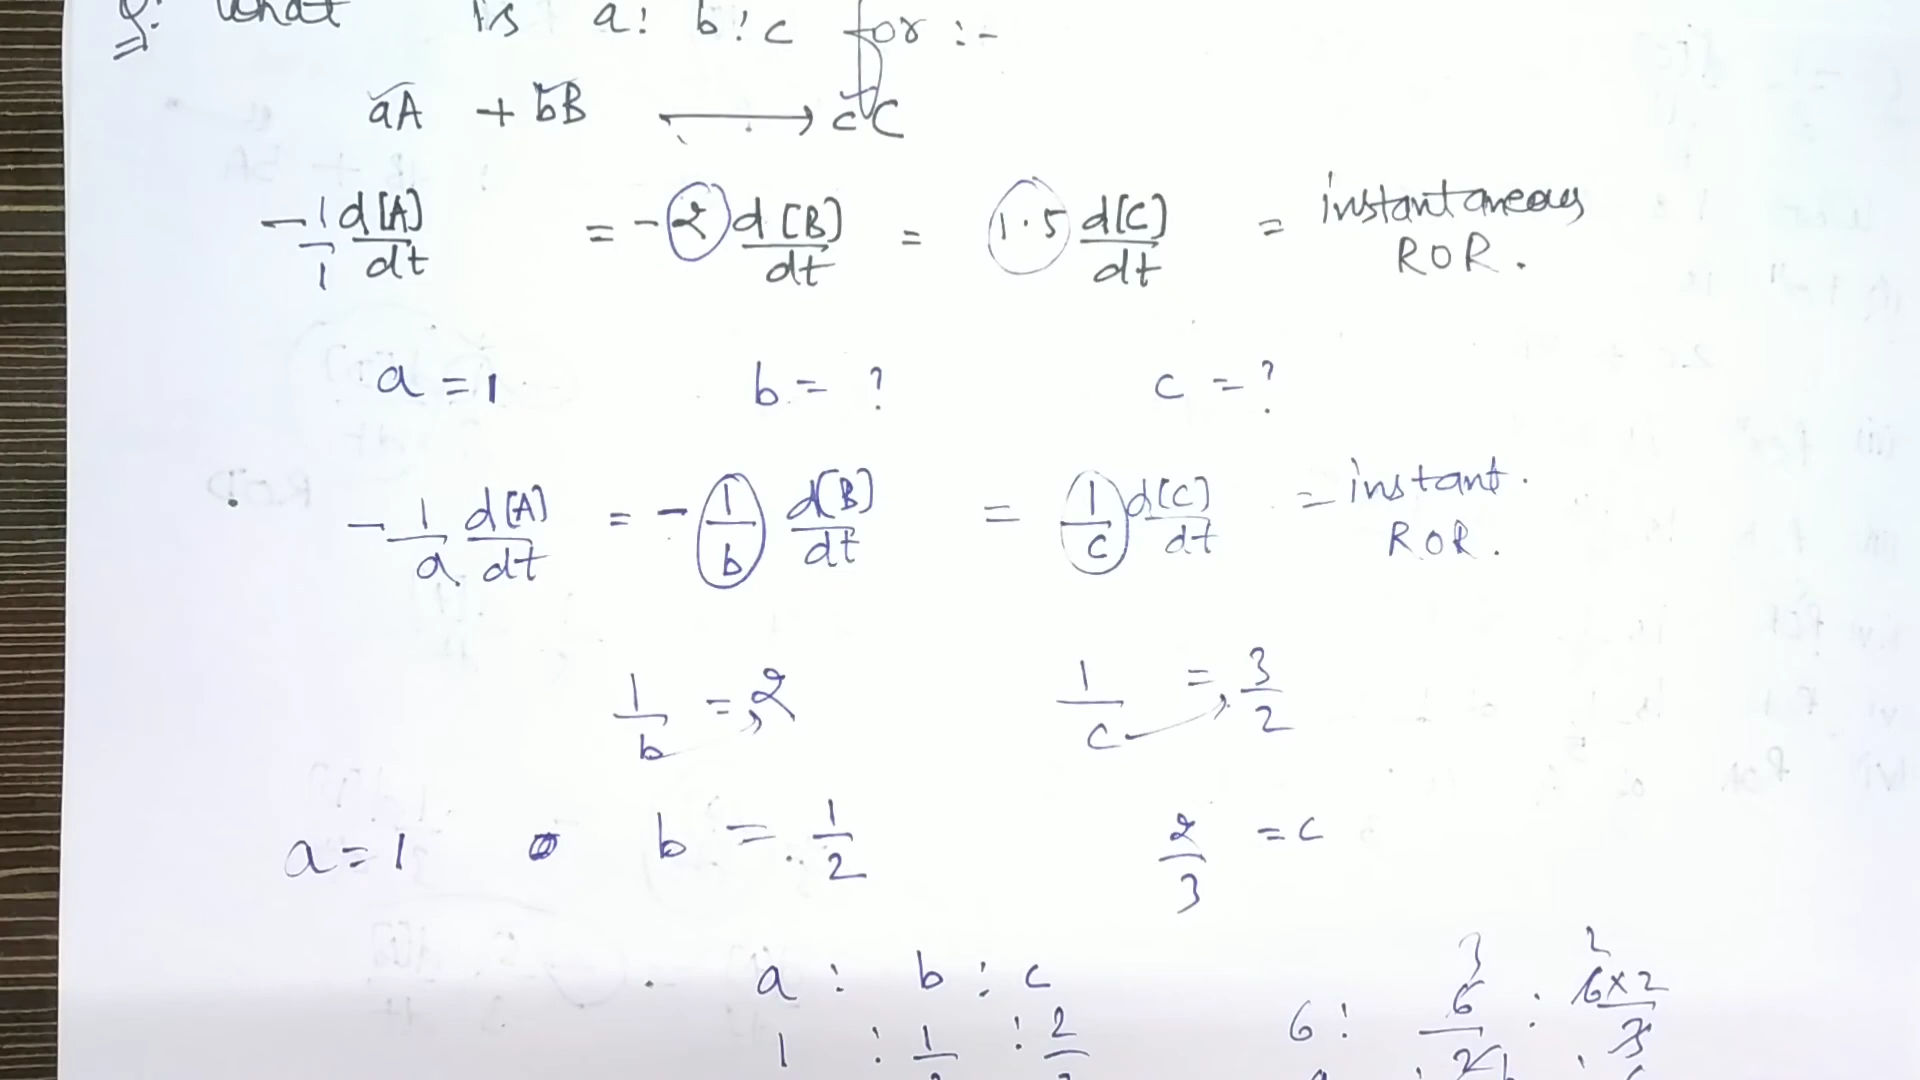 Q. What is a : b : c for :-
aA + bB ⟶ cC
-1/1 d[A]/dt = -2 d[B]/dt = 1.5 d[C]/dt = instantaneous ROR.
a = 1 b = ? c = ?
-1/a d[A]/dt = -1/b d[B]/dt = 1/c d[C]/dt = instant. ROR.
1/b = 2 1/c = 3/2
a = 1 b = 1/2 2/3 = c
a : b : c
1 : 1/2 : 2/3 6 : 6/2 : 6×2/3
3 2